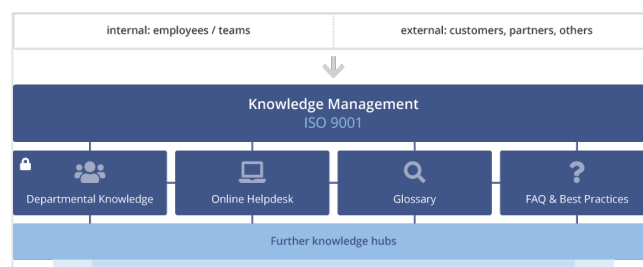 internal: employees / teams
external: customers, partners, others
Knowledge Management
ISO 9001
Departmental Knowledge
Online Helpdesk
Glossary
FAQ & Best Practices
Further knowledge hubs